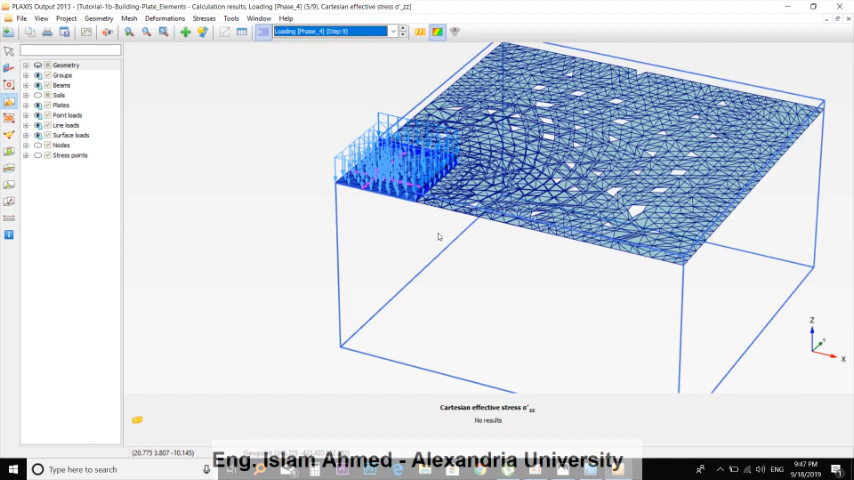 PLAXIS Output 2013 - [Tutorial-1b-Building-Plate_Elements - Calculation results, Loading [Phase_4] (5/9), Cartesian effective stress σ'_zz]
File View Project Geometry Mesh Deformations Stresses Tools Window Help
Loading [Phase_4] (Step 9)
Geometry
Groups
Beams
Soils
Plates
Point loads
Line loads
Surface loads
Nodes
Stress points
Z
Y
X
Cartesian effective stress σ'zz
No results
(20.775 3.807 -10.145)
Eng. Islam Ahmed - Alexandria University
Type here to search
ENG
9:47 PM
9/18/2019